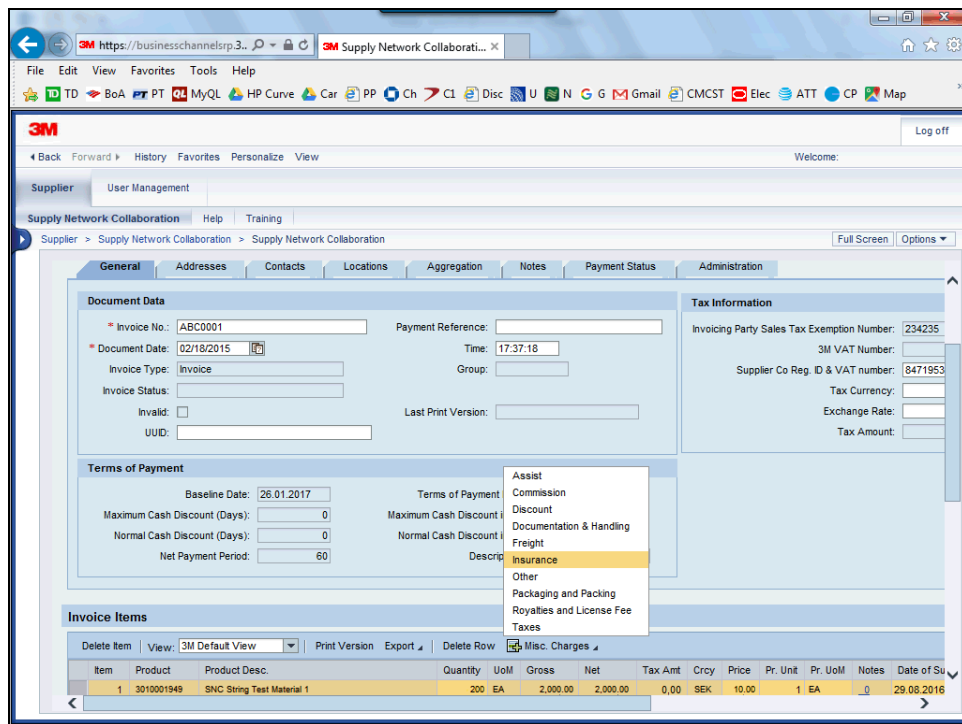 3M https://businesschannelsrp.3.. 3M Supply Network Collaborati...
File Edit View Favorites Tools Help
TD TD BoA PT PT QL MyQL HP Curve Car PP Ch C1 Disc U N G G Gmail CMCST Elec ATT CP Map
3M Log off
Back Forward History Favorites Personalize View Welcome:
Supplier User Management
Supply Network Collaboration Help Training
Supplier > Supply Network Collaboration > Supply Network Collaboration Full Screen Options
General Addresses Contacts Locations Aggregation Notes Payment Status Administration
Document Data Tax Information
* Invoice No.: ABC0001 Payment Reference: Invoicing Party Sales Tax Exemption Number: 234235
* Document Date: 02/18/2015 Time: 17:37:18 3M VAT Number:
Invoice Type: Invoice Group: Supplier Co Reg. ID & VAT number: 8471953
Invoice Status: Tax Currency:
Invalid: Last Print Version: Exchange Rate:
UUID: Tax Amount:
Terms of Payment
Baseline Date: 26.01.2017 Terms of Payment
Maximum Cash Discount (Days): 0 Maximum Cash Discount i
Normal Cash Discount (Days): 0 Normal Cash Discount i
Net Payment Period: 60 Descrip
Assist
Commission
Discount
Documentation & Handling
Freight
Insurance
Other
Packaging and Packing
Royalties and License Fee
Taxes
Invoice Items
Delete Item View: 3M Default View Print Version Export Delete Row Misc. Charges
Item Product Product Desc. Quantity UoM Gross Net Tax Amt Crcy Price Pr. Unit Pr. UoM Notes Date of Su
1 3010001949 SNC String Test Material 1 200 EA 2,000.00 2,000.00 0,00 SEK 10.00 1 EA 0 29.08.2016